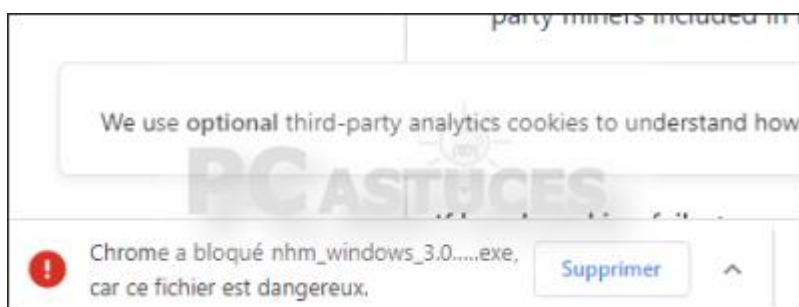 party miners included in
We use optional third-party analytics cookies to understand how
PC ASTUCES
Chrome a bloqué nhm_windows_3.0.....exe,
car ce fichier est dangereux.
Supprimer